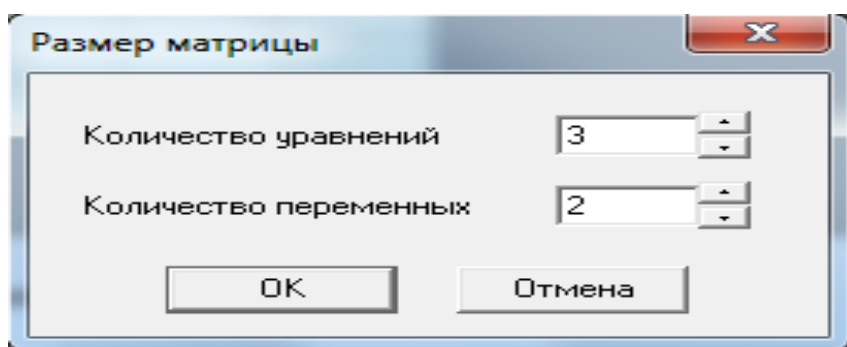 Размер матрицы
Количество уравнений 3
Количество переменных 2
OK Отмена